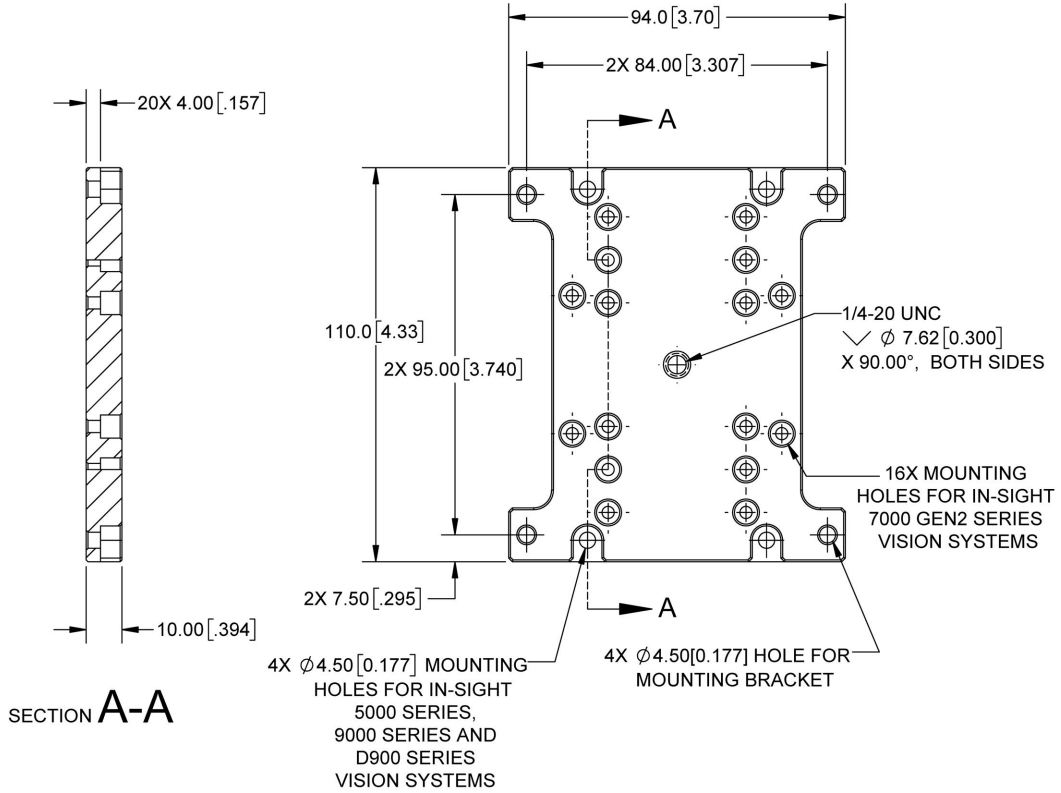 94.0 [3.70]
2X 84.00 [3.307]
20X 4.00 [.157]
A
110.0 [4.33]
2X 95.00 [3.740]
1/4-20 UNC
⌵ ∅ 7.62 [0.300]
X 90.00°, BOTH SIDES
16X MOUNTING
HOLES FOR IN-SIGHT
7000 GEN2 SERIES
VISION SYSTEMS
2X 7.50 [.295]
A
10.00 [.394]
4X ∅4.50 [0.177] MOUNTING
HOLES FOR IN-SIGHT
5000 SERIES,
9000 SERIES AND
D900 SERIES
VISION SYSTEMS
4X ∅4.50[0.177] HOLE FOR
MOUNTING BRACKET
SECTION A-A